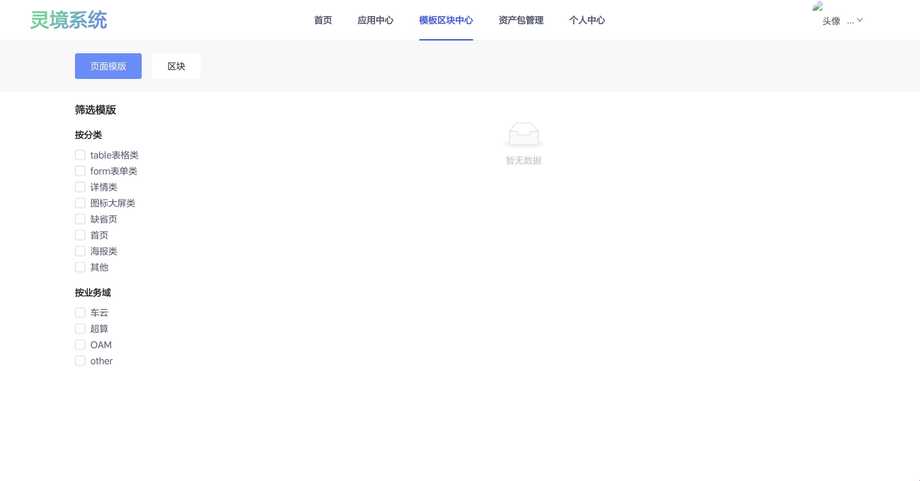 灵境系统
首页 应用中心 模板区块中心 资产包管理 个人中心
头像 ...
页面模版 区块
筛选模版
按分类
table表格类
form表单类
详情类
图标大屏类
缺省页
首页
海报类
其他
按业务域
车云
超算
OAM
other
暂无数据